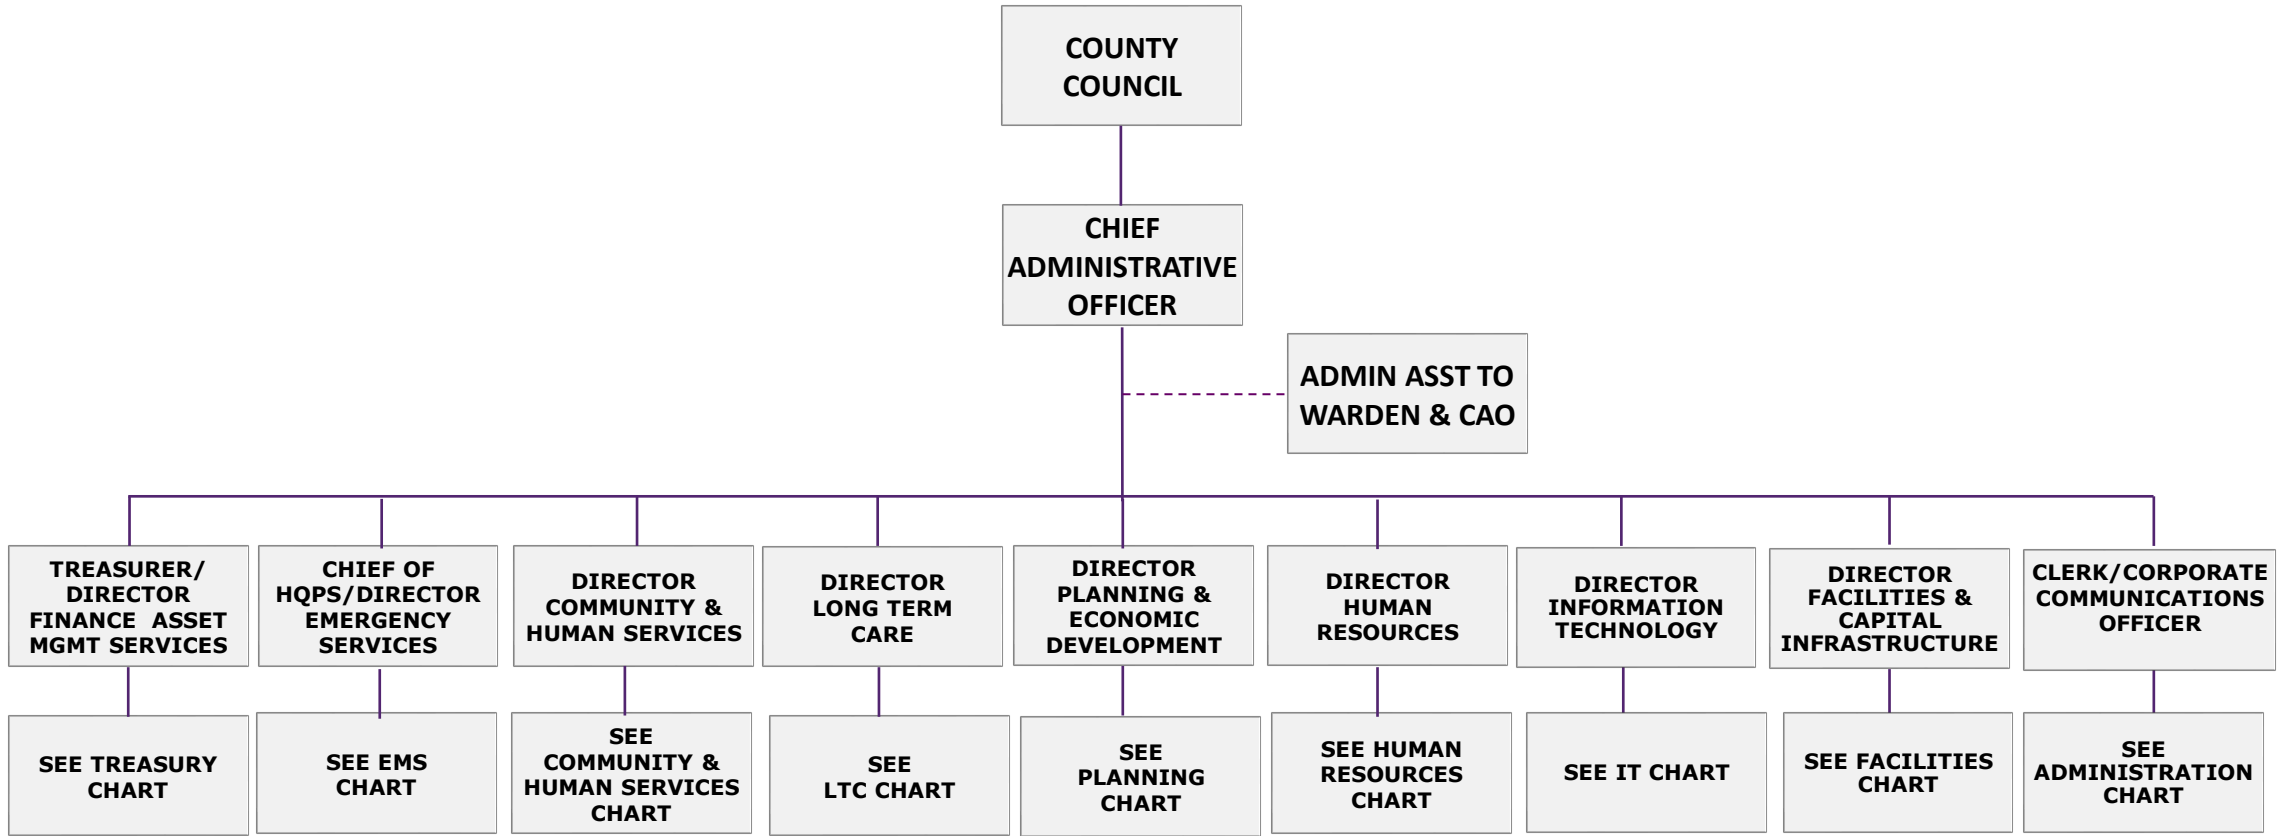 COUNTY
COUNCIL
CHIEF
ADMINISTRATIVE
OFFICER
ADMIN ASST TO
WARDEN & CAO
TREASURER/
DIRECTOR
FINANCE  ASSET
MGMT SERVICES
CHIEF OF
HQPS/DIRECTOR
EMERGENCY
SERVICES
DIRECTOR
COMMUNITY &
HUMAN SERVICES
DIRECTOR
LONG TERM
CARE
DIRECTOR
PLANNING &
ECONOMIC
DEVELOPMENT
DIRECTOR
HUMAN
RESOURCES
DIRECTOR
INFORMATION
TECHNOLOGY
DIRECTOR
FACILITIES &
CAPITAL
INFRASTRUCTURE
CLERK/CORPORATE
COMMUNICATIONS
OFFICER
SEE TREASURY
CHART
SEE EMS
CHART
SEE
COMMUNITY &
HUMAN SERVICES
CHART
SEE
LTC CHART
SEE
PLANNING
CHART
SEE HUMAN
RESOURCES
CHART
SEE IT CHART
SEE FACILITIES
CHART
SEE
ADMINISTRATION
CHART